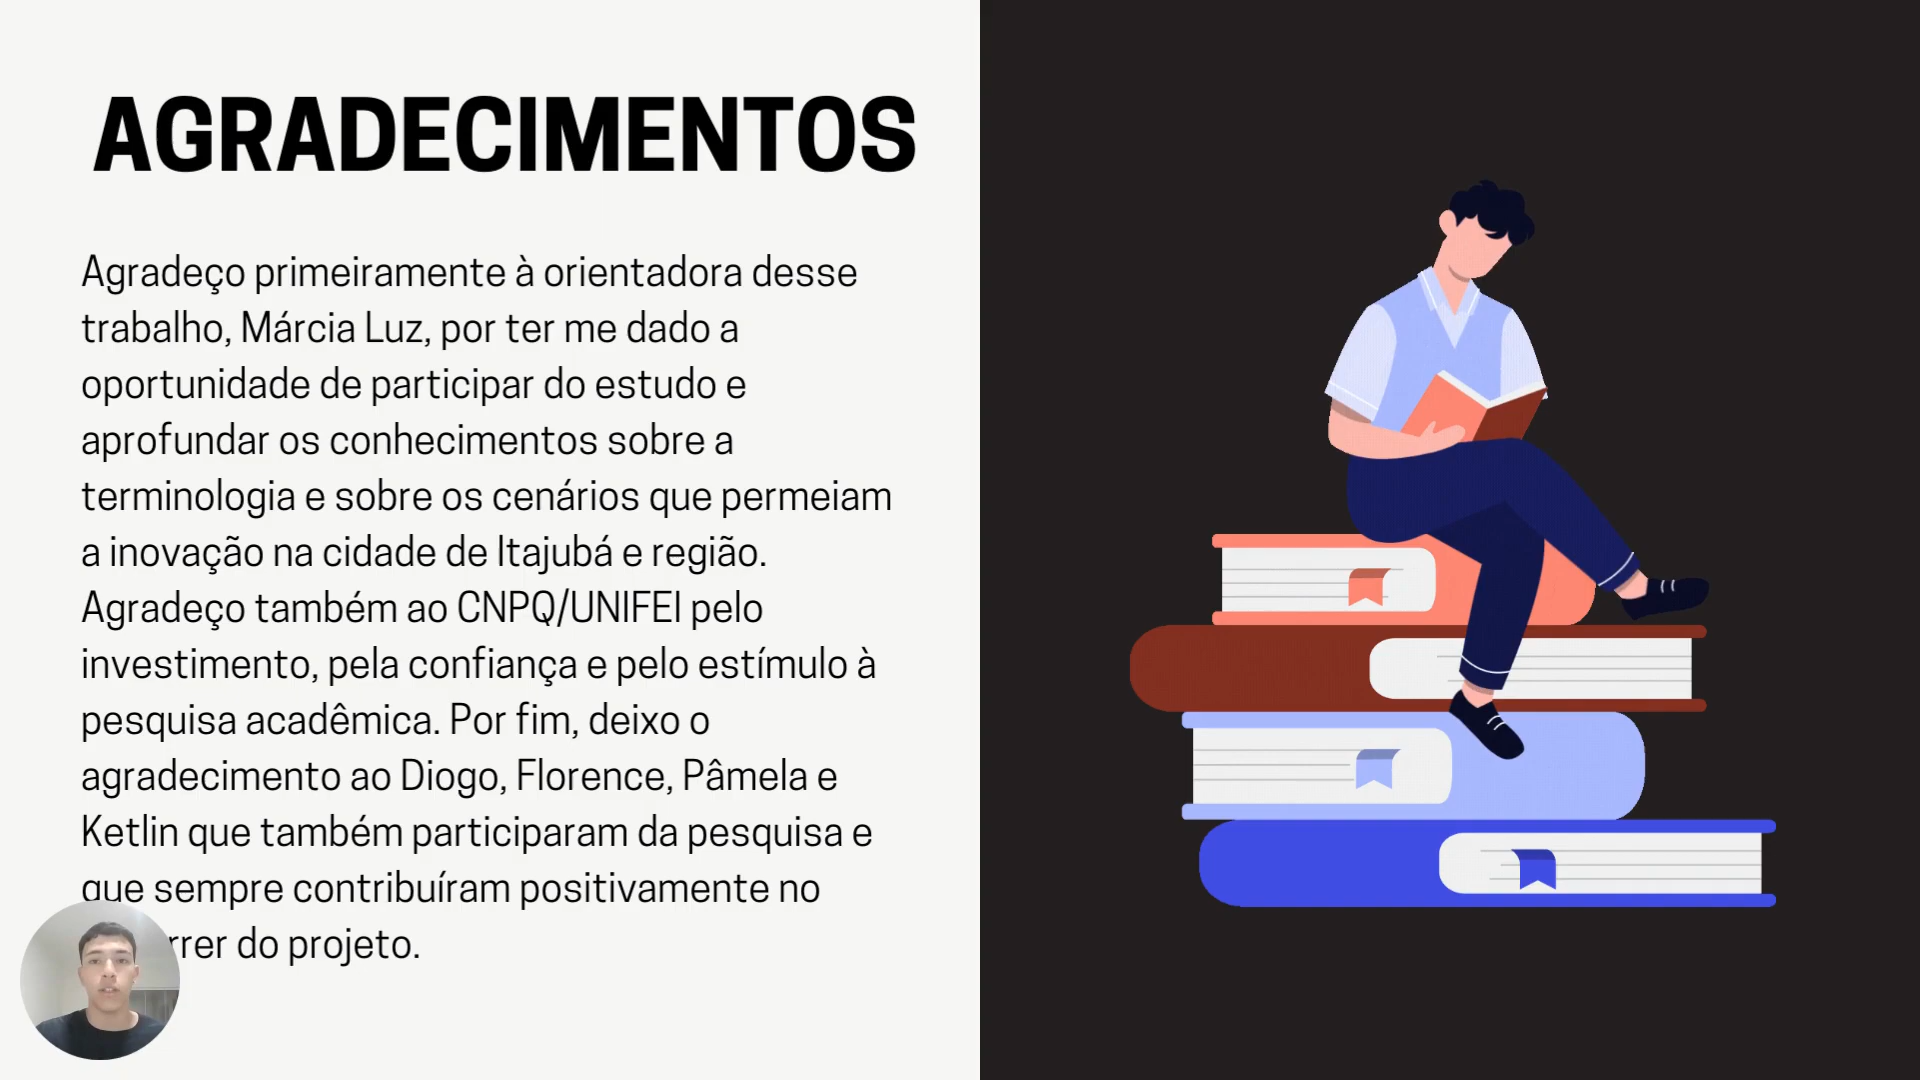 AGRADECIMENTOS
Agradeço primeiramente à orientadora desse
trabalho, Márcia Luz, por ter me dado a
oportunidade de participar do estudo e
aprofundar os conhecimentos sobre a
terminologia e sobre os cenários que permeiam
a inovação na cidade de Itajubá e região.
Agradeço também ao CNPQ/UNIFEI pelo
investimento, pela confiança e pelo estímulo à
pesquisa acadêmica. Por fim, deixo o
agradecimento ao Diogo, Florence, Pâmela e
Ketlin que também participaram da pesquisa e
que sempre contribuíram positivamente no
do projeto.